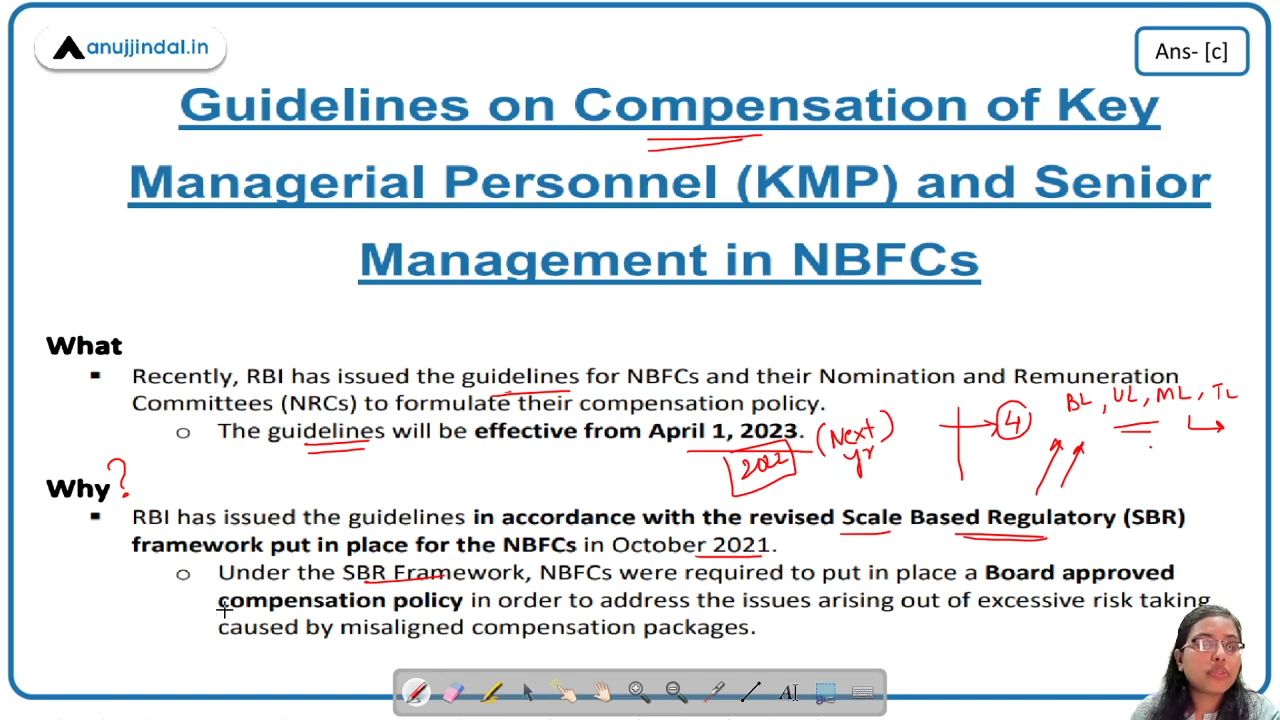 anujjindal.in
Ans- [c]
Guidelines on Compensation of Key
Managerial Personnel (KMP) and Senior
Management in NBFCs
What
▪ Recently, RBI has issued the guidelines for NBFCs and their Nomination and Remuneration
Committees (NRCs) to formulate their compensation policy.
o The guidelines will be effective from April 1, 2023.
(Next
yr
2022
4
BL, UL, ML, TL
Why ?
▪ RBI has issued the guidelines in accordance with the revised Scale Based Regulatory (SBR)
framework put in place for the NBFCs in October 2021.
o Under the SBR Framework, NBFCs were required to put in place a Board approved
compensation policy in order to address the issues arising out of excessive risk taking
caused by misaligned compensation packages.